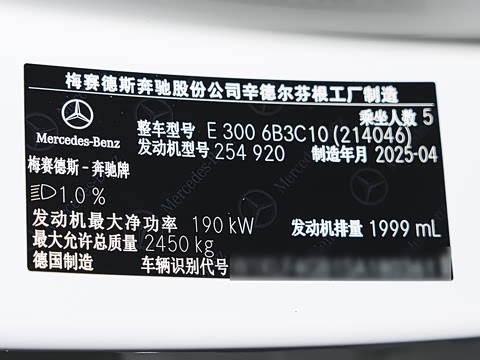 梅赛德斯奔驰股份公司辛德尔芬根工厂制造
乘坐人数 5
Mercedes-Benz
整车型号 E 300 6B3C10 (214046)
发动机型号 254 920 制造年月 2025-04
梅赛德斯-奔驰牌
1.0 %
发动机最大净功率 190 kW 发动机排量 1999 mL
最大允许总质量 2450 kg
德国制造 车辆识别代号